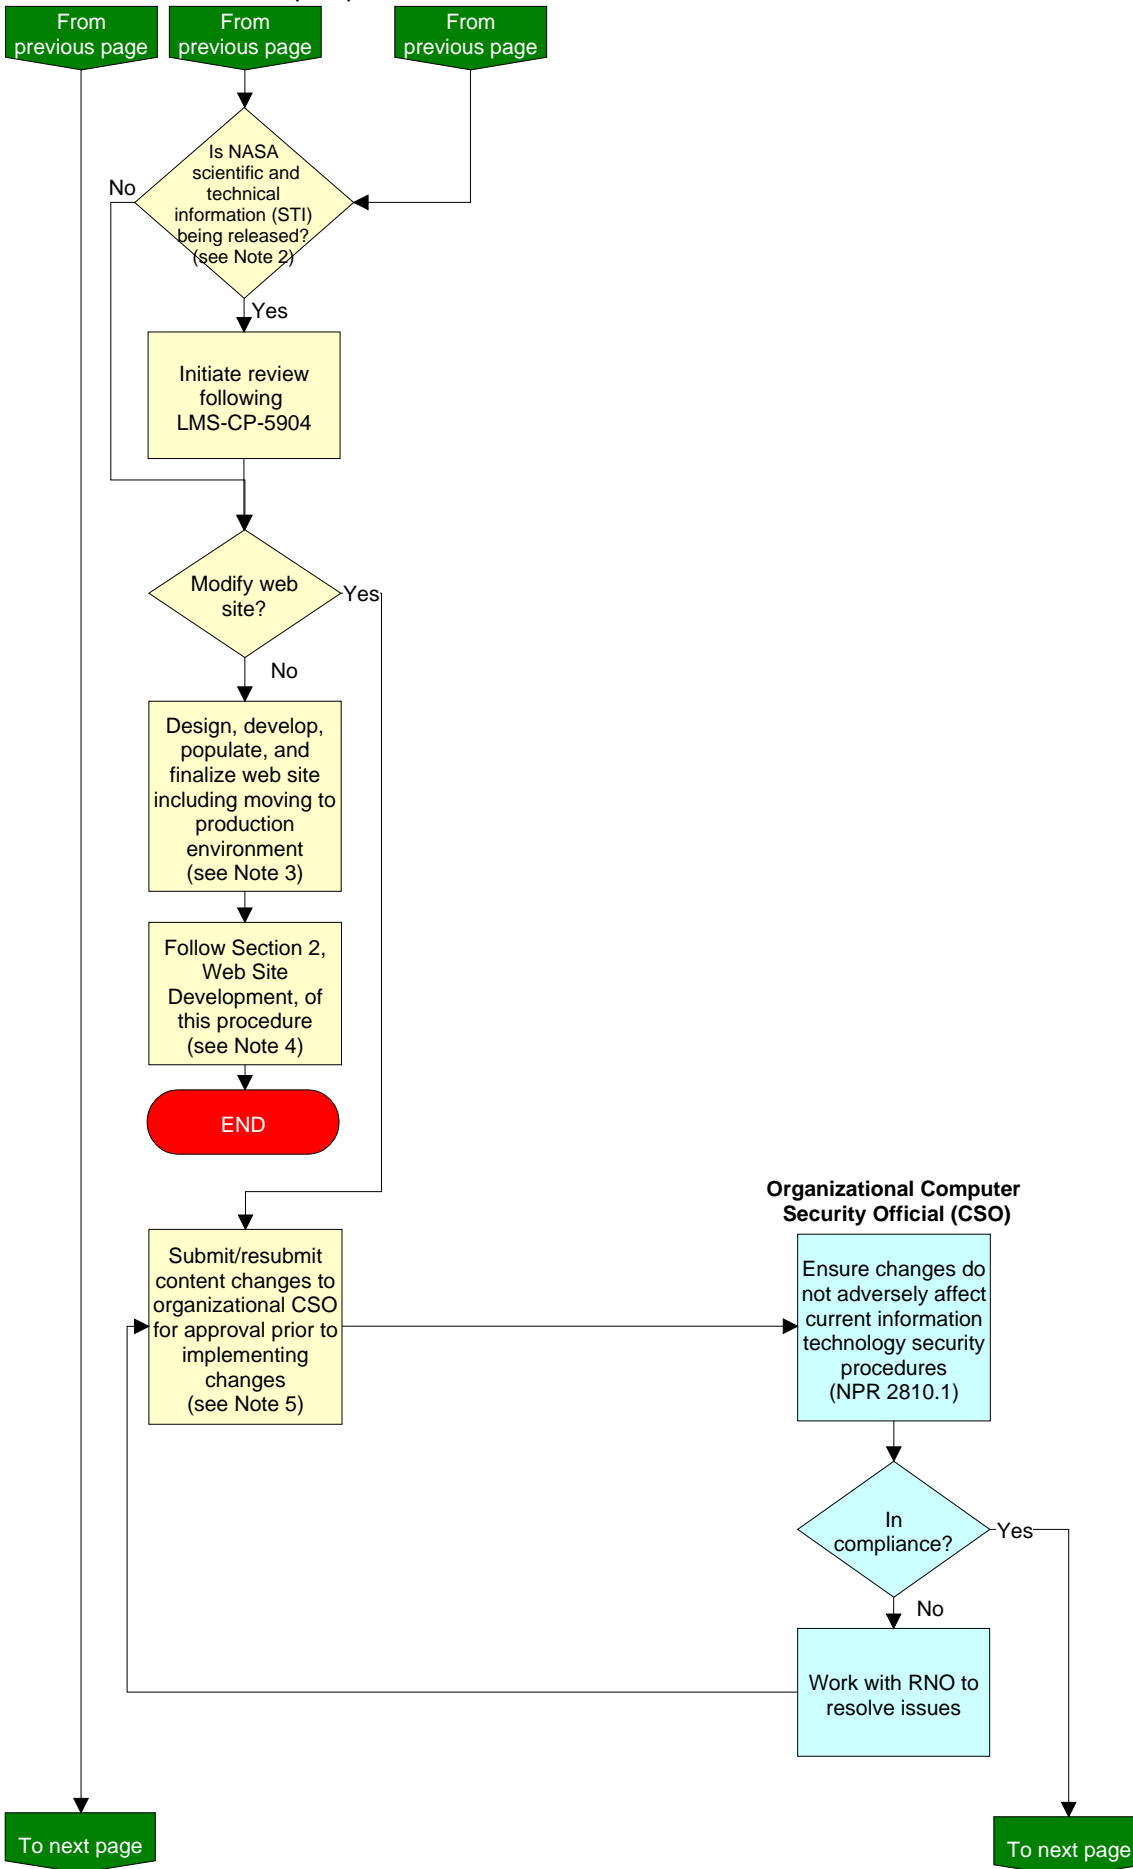 From
previous page
From
previous page
From
previous page
Is NASA
scientific and
technical
information (STI)
being released?
(see Note 2)
No
Yes
Initiate review
following
LMS-CP-5904
Modify web
site?
Yes
No
Design, develop,
populate, and
finalize web site
including moving to
production
environment
(see Note 3)
Follow Section 2,
Web Site
Development, of
this procedure
(see Note 4)
END
Submit/resubmit
content changes to
organizational CSO
for approval prior to
implementing
changes
(see Note 5)
Organizational Computer
Security Official (CSO)
Ensure changes do
not adversely affect
current information
technology security
procedures
(NPR 2810.1)
In
compliance?
Yes
No
Work with RNO to
resolve issues
To next page
To next page